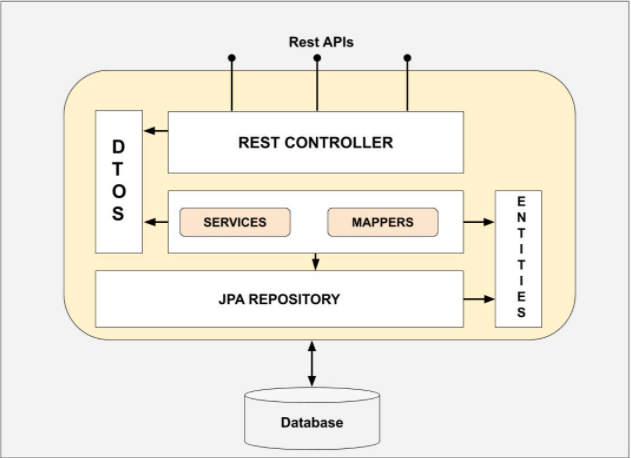 Rest APIs
REST CONTROLLER
D
T
O
S
SERVICES
MAPPERS
E
N
T
I
T
I
E
S
JPA REPOSITORY
Database